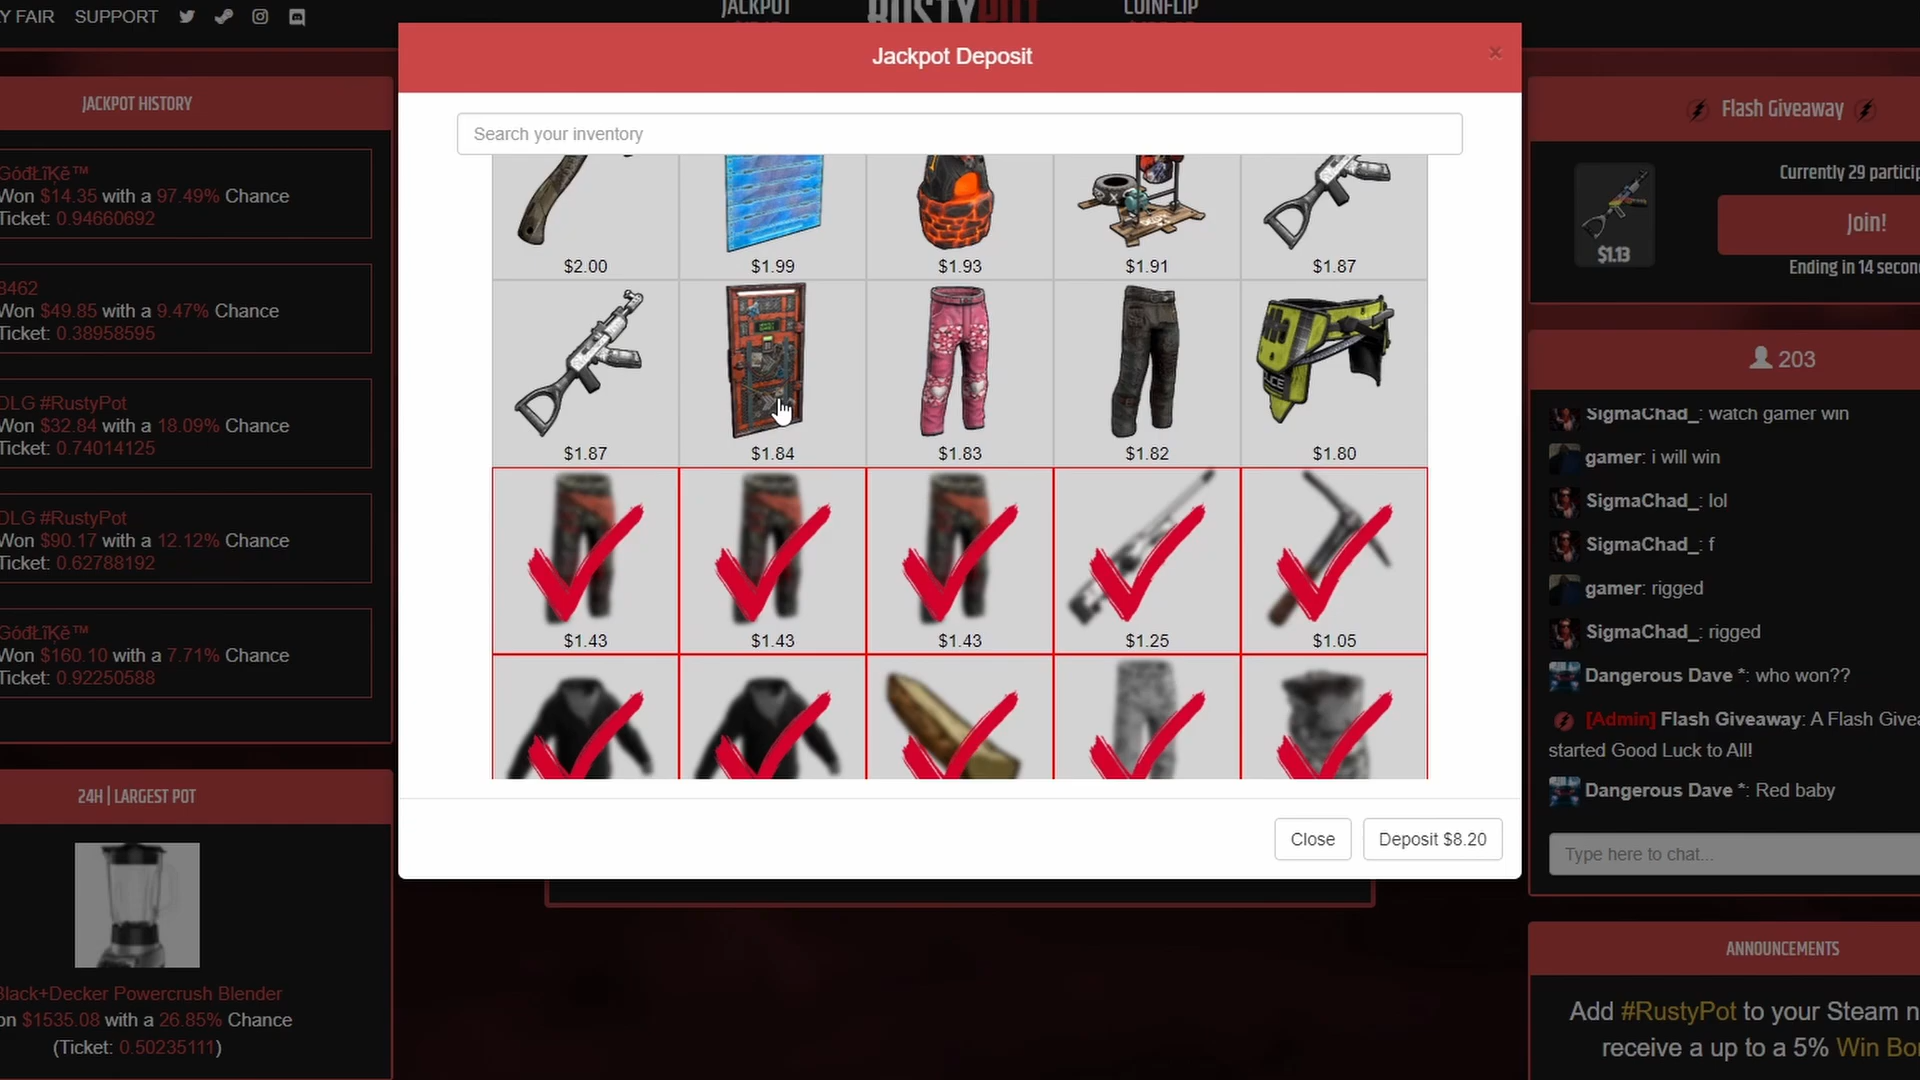 Y FAIR SUPPORT
JACKPOT
RUSTYPOT
COINFLIP
Jackpot Deposit
×
Search your inventory
$2.00 $1.99 $1.93 $1.91 $1.87
$1.87 $1.84 $1.83 $1.82 $1.80
POLICE
$1.43 $1.43 $1.43 $1.25 $1.05
Close
Deposit $8.20
JACKPOT HISTORY
Won $14.35 with a 97.49% Chance
Ticket: 0.94660692
8462
Won $49.85 with a 9.47% Chance
Ticket: 0.38958595
DLG #RustyPot
Won $32.84 with a 18.09% Chance
Ticket: 0.74014125
DLG #RustyPot
Won $90.17 with a 12.12% Chance
Ticket: 0.62788192
Won $160.10 with a 7.71% Chance
Ticket: 0.92250588
24H | LARGEST POT
Black+Decker Powercrush Blender
on $1535.08 with a 26.85% Chance
(Ticket: 0.50235111)
Flash Giveaway
Currently 29 particip
$1.13
Join!
Ending in 14 secon
203
SigmaChad_: watch gamer win
gamer: i will win
SigmaChad_: lol
SigmaChad_: f
gamer: rigged
SigmaChad_: rigged
Dangerous Dave *: who won??
[Admin] Flash Giveaway: A Flash Givea
started Good Luck to All!
Dangerous Dave *: Red baby
Type here to chat...
ANNOUNCEMENTS
Add #RustyPot to your Steam n
receive a up to a 5% Win Bon